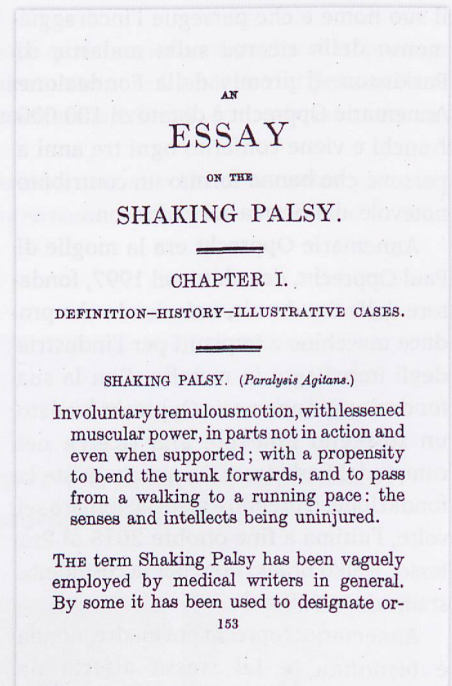 AN
ESSAY
ON THE
SHAKING PALSY.
CHAPTER I.
DEFINITION—HISTORY—ILLUSTRATIVE CASES.
SHAKING PALSY. (Paralysis Agitans.)
Involuntary tremulous motion, with lessened
muscular power, in parts not in action and
even when supported; with a propensity
to bend the trunk forwards, and to pass
from a walking to a running pace: the
senses and intellects being uninjured.
THE term Shaking Palsy has been vaguely
employed by medical writers in general.
By some it has been used to designate or-
153